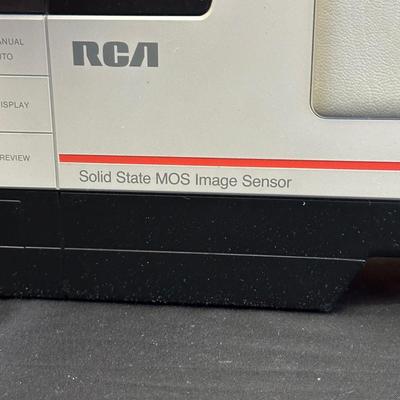 RCA
ANUAL
TO
ISPLAY
REVIEW
Solid State MOS Image Sensor